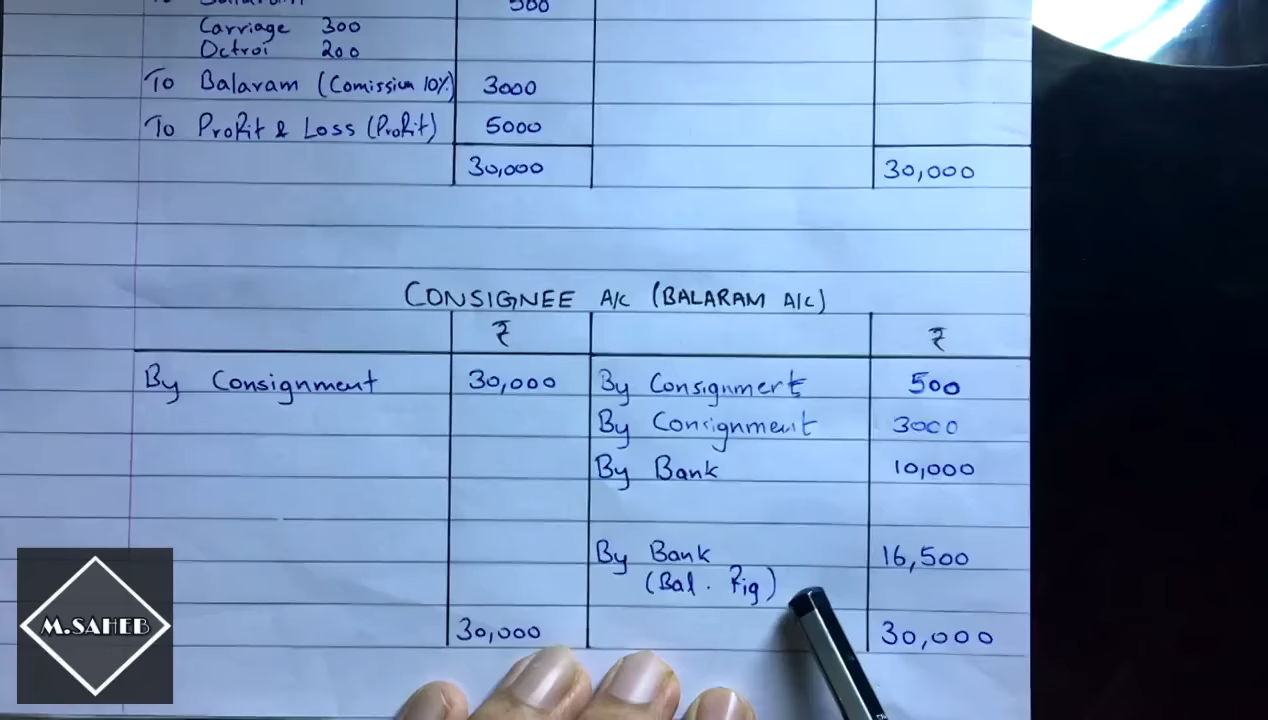 500
Carriage 300
Octroi 200
To Balaram (Comission 10%) 3000
To Profit & Loss (Profit) 5000
30,000 30,000
CONSIGNEE A/C (BALARAM A/C)
₹ ₹
By Consignment 30,000 By Consignment 500
By Consignment 3000
By Bank 10,000
By Bank 16,500
(Bal. Fig)
30,000 30,000
M.SAHEB